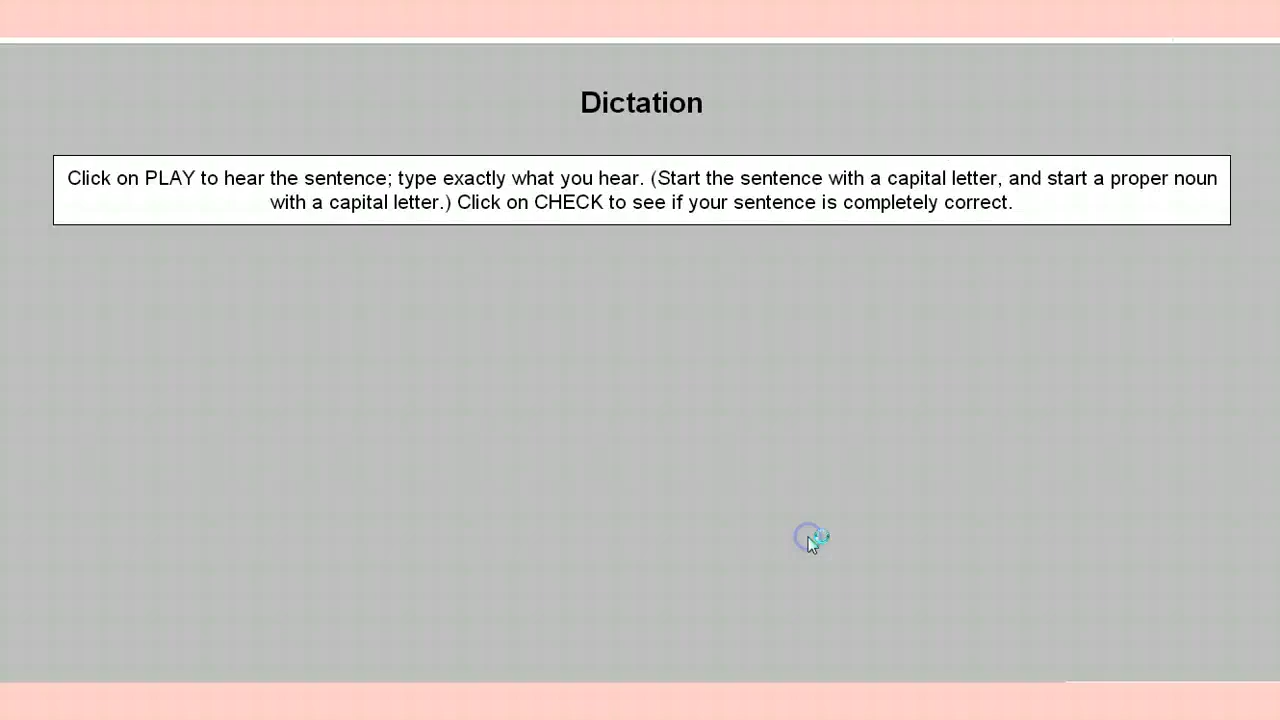 Dictation
Click on PLAY to hear the sentence; type exactly what you hear. (Start the sentence with a capital letter, and start a proper noun
with a capital letter.) Click on CHECK to see if your sentence is completely correct.